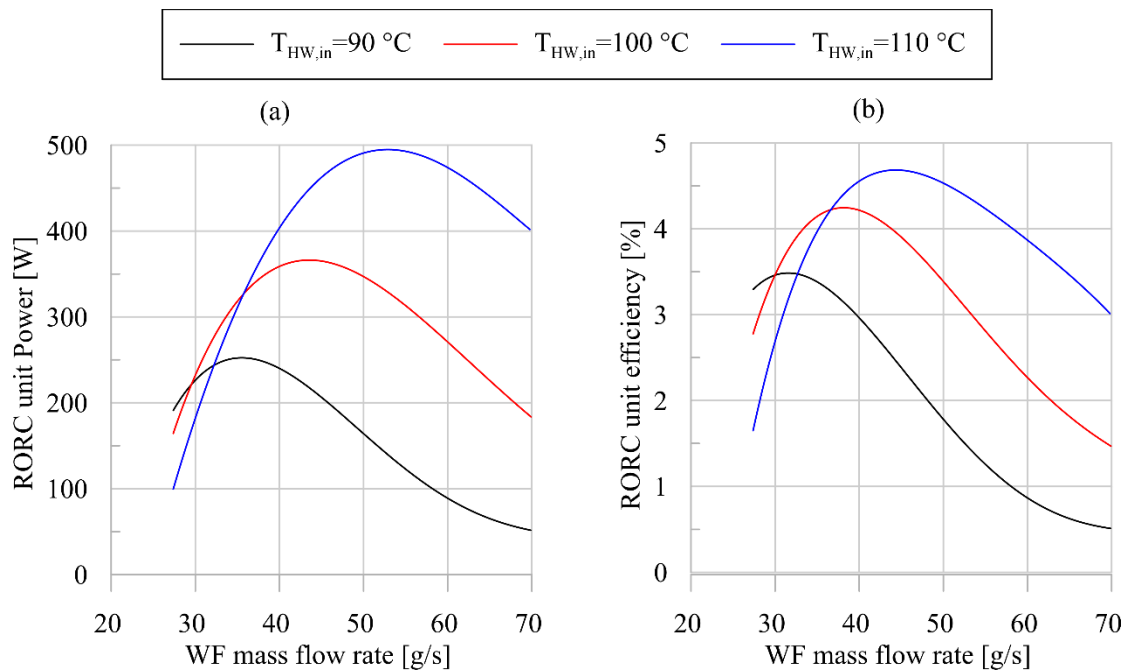 T_HW,in=90 °C T_HW,in=100 °C T_HW,in=110 °C
(a)
RORC unit Power [W]
500
400
300
200
100
0
20 30 40 50 60 70
WF mass flow rate [g/s]
(b)
RORC unit efficiency [%]
5
4
3
2
1
0
20 30 40 50 60 70
WF mass flow rate [g/s]